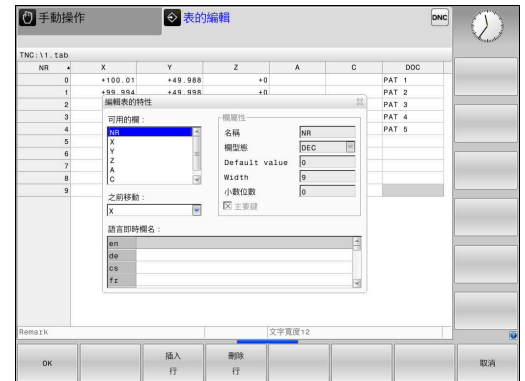 手動操作 表的編輯 DNC
TNC:\1.tab
NR X Y Z A C DOC
0 +100.01 +49.988 +0 PAT 1
1 +99.994 +49.998 +0 PAT 2
2 PAT 3
3 PAT 4
4 PAT 5
5
6
7
8
9
編輯表的特性
可用的欄:
NR
X
Y
Z
A
C
之前移動:
X
欄屬性
名稱 NR
欄型態 DEC
Default value 0
Width 9
小數位數 0
主要鍵
語言即時欄名:
en
de
cs
fr
Remark 文字寬度12
OK 插入 行 刪除 行 取消